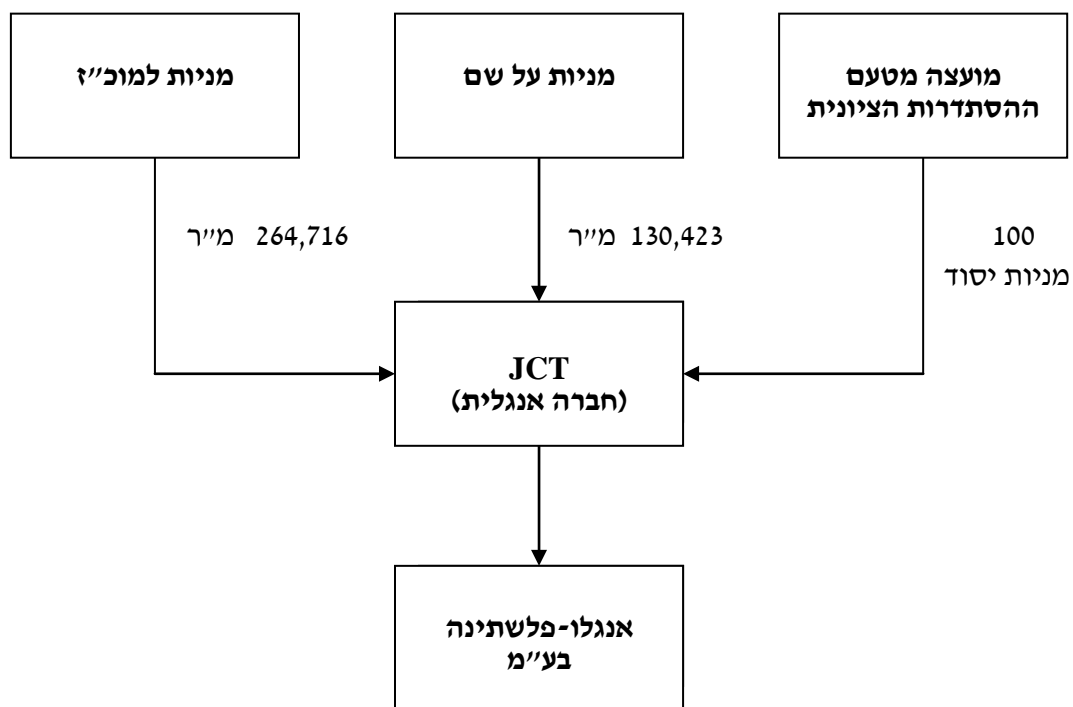 מועצה מטעם
ההסתדרות הציונית
מניות על שם
מניות למוכ״ז
100
מניות יסוד
130,423 מ״ר
264,716 מ״ר
JCT
(חברה אנגלית)
אנגלו-פלשתינה
בע״מ